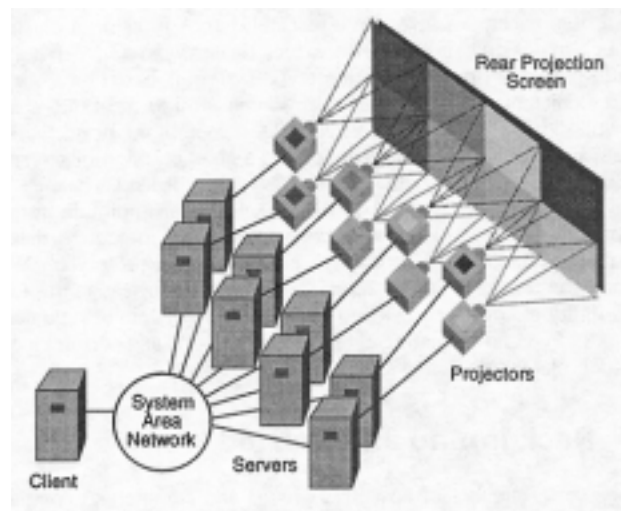 Rear Projection
Screen
Projectors
System
Area
Network
Servers
Client